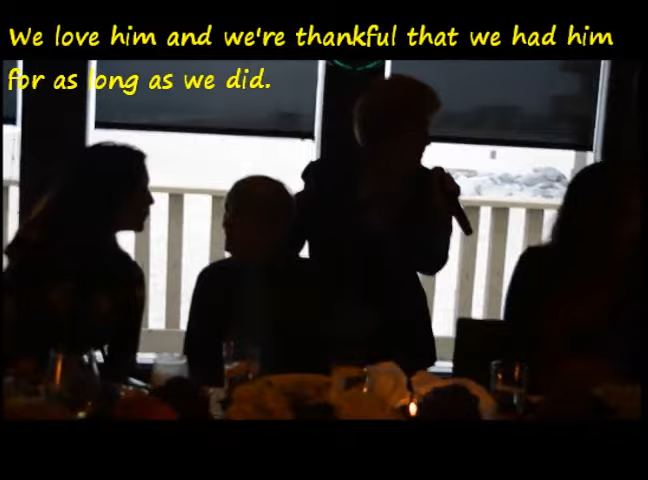 We love him and we're thankful that we had him
for as long as we did.